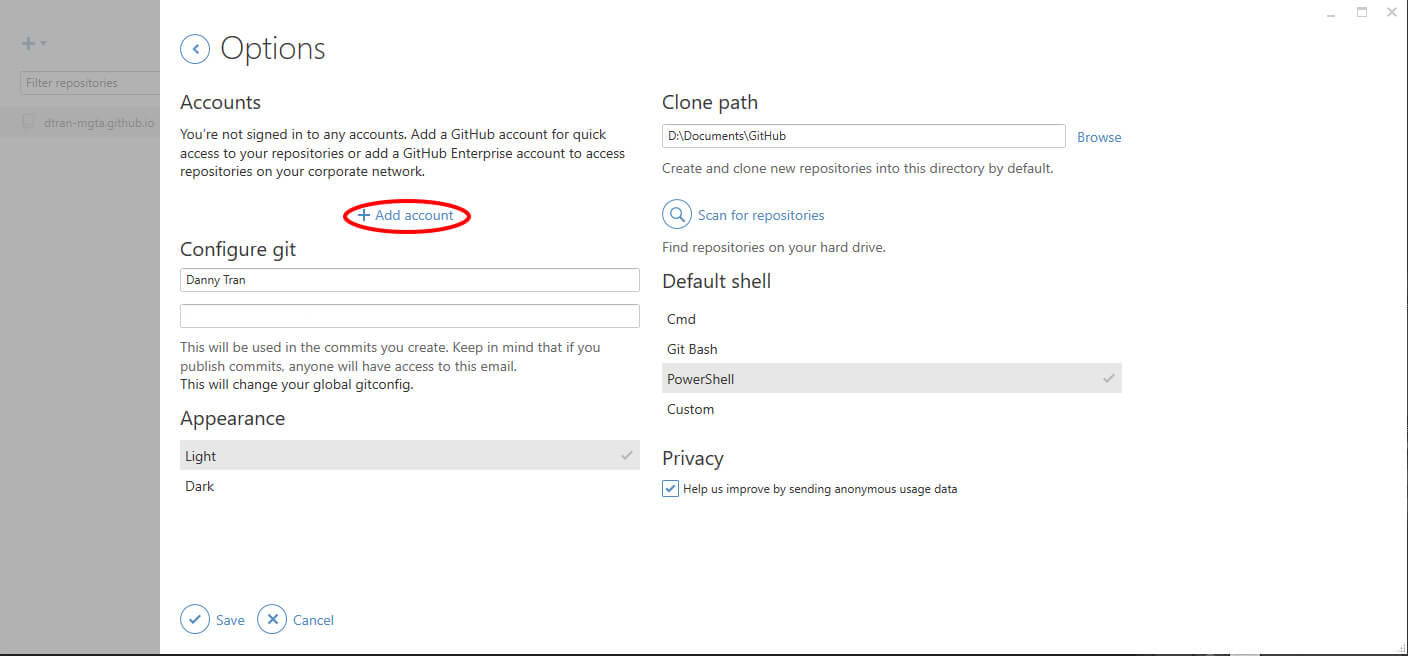 Options
Filter repositories
dtran-mgta.github.io
Accounts
You're not signed in to any accounts. Add a GitHub account for quick
access to your repositories or add a GitHub Enterprise account to access
repositories on your corporate network.
+ Add account
Configure git
Danny Tran
This will be used in the commits you create. Keep in mind that if you
publish commits, anyone will have access to this email.
This will change your global gitconfig.
Appearance
Light
Dark
Save
Cancel
Clone path
D:\Documents\GitHub
Browse
Create and clone new repositories into this directory by default.
Scan for repositories
Find repositories on your hard drive.
Default shell
Cmd
Git Bash
PowerShell
Custom
Privacy
Help us improve by sending anonymous usage data